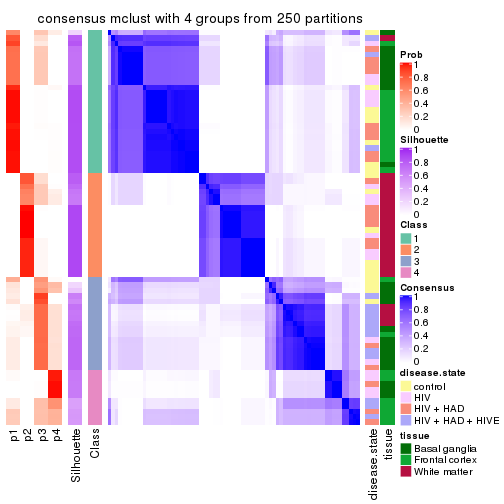 consensus mclust with 4 groups from 250 partitions
Prob
1
0.8
0.6
0.4
0.2
0
Silhouette
1
0.8
0.6
0.4
0.2
0
Class
1
2
3
4
Consensus
1
0.8
0.6
0.4
0.2
0
disease.state
control
HIV
HIV + HAD
HIV + HAD + HIVE
tissue
Basal ganglia
Frontal cortex
White matter
p1
p2
p3
p4
Silhouette
Class
disease.state
tissue